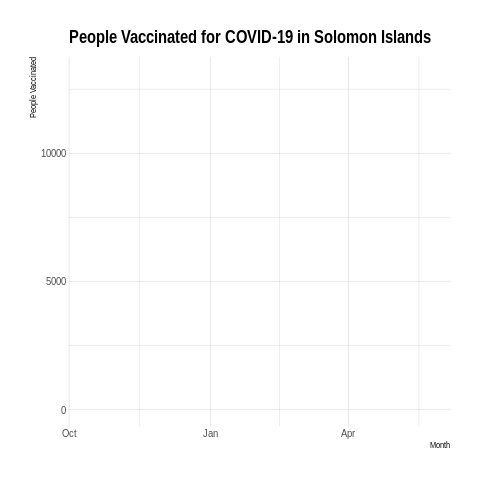 People Vaccinated for COVID-19 in Solomon Islands
People Vaccinated
10000
5000
0
Oct Jan Apr
Month